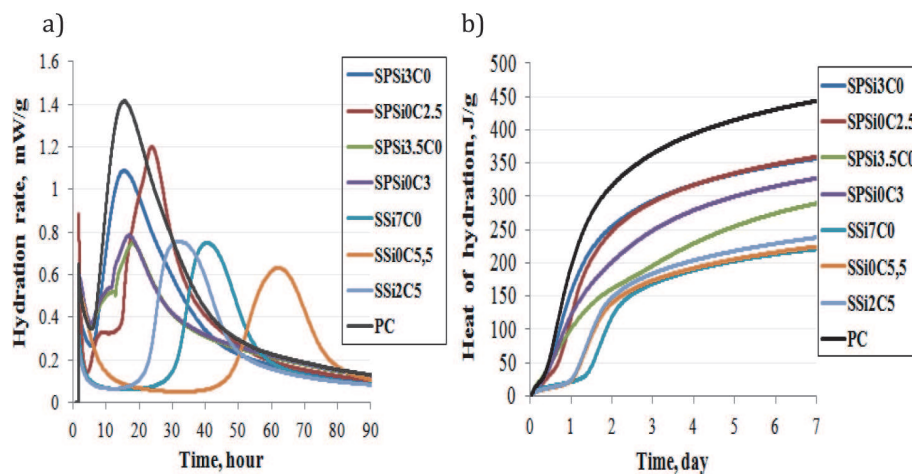 a)
1.6
1.4
1.2
1
0.8
0.6
0.4
0.2
0
Hydration rate, mW/g
0 10 20 30 40 50 60 70 80 90
Time, hour
SPSi3C0
SPSi0C2.5
SPSi3.5C0
SPSi0C3
SSi7C0
SSi0C5,5
SSi2C5
PC
b)
500
450
400
350
300
250
200
150
100
50
0
Heat of hydration, J/g
0 1 2 3 4 5 6 7
Time, day
SPSi3C0
SPSi0C2.5
SPSi3.5C0
SPSi0C3
SSi7C0
SSi0C5,5
SSi2C5
PC